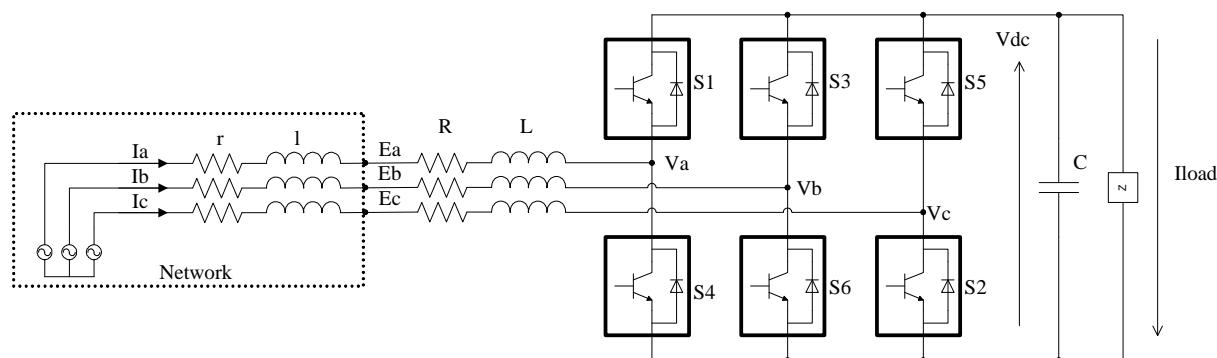 Vdc
S1
S3
S5
Ia
r
l
Ea
R
L
Va
C
z
Iload
Ib
Eb
Vb
Ic
Ec
Vc
Network
S4
S6
S2